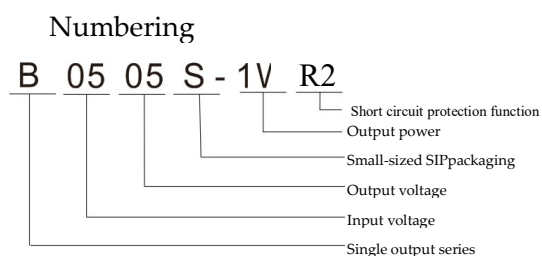 Numbering
B 05 05 S - 1W R2
Short circuit protection function
Output power
Small-sized SIPpackaging
Output voltage
Input voltage
Single output series